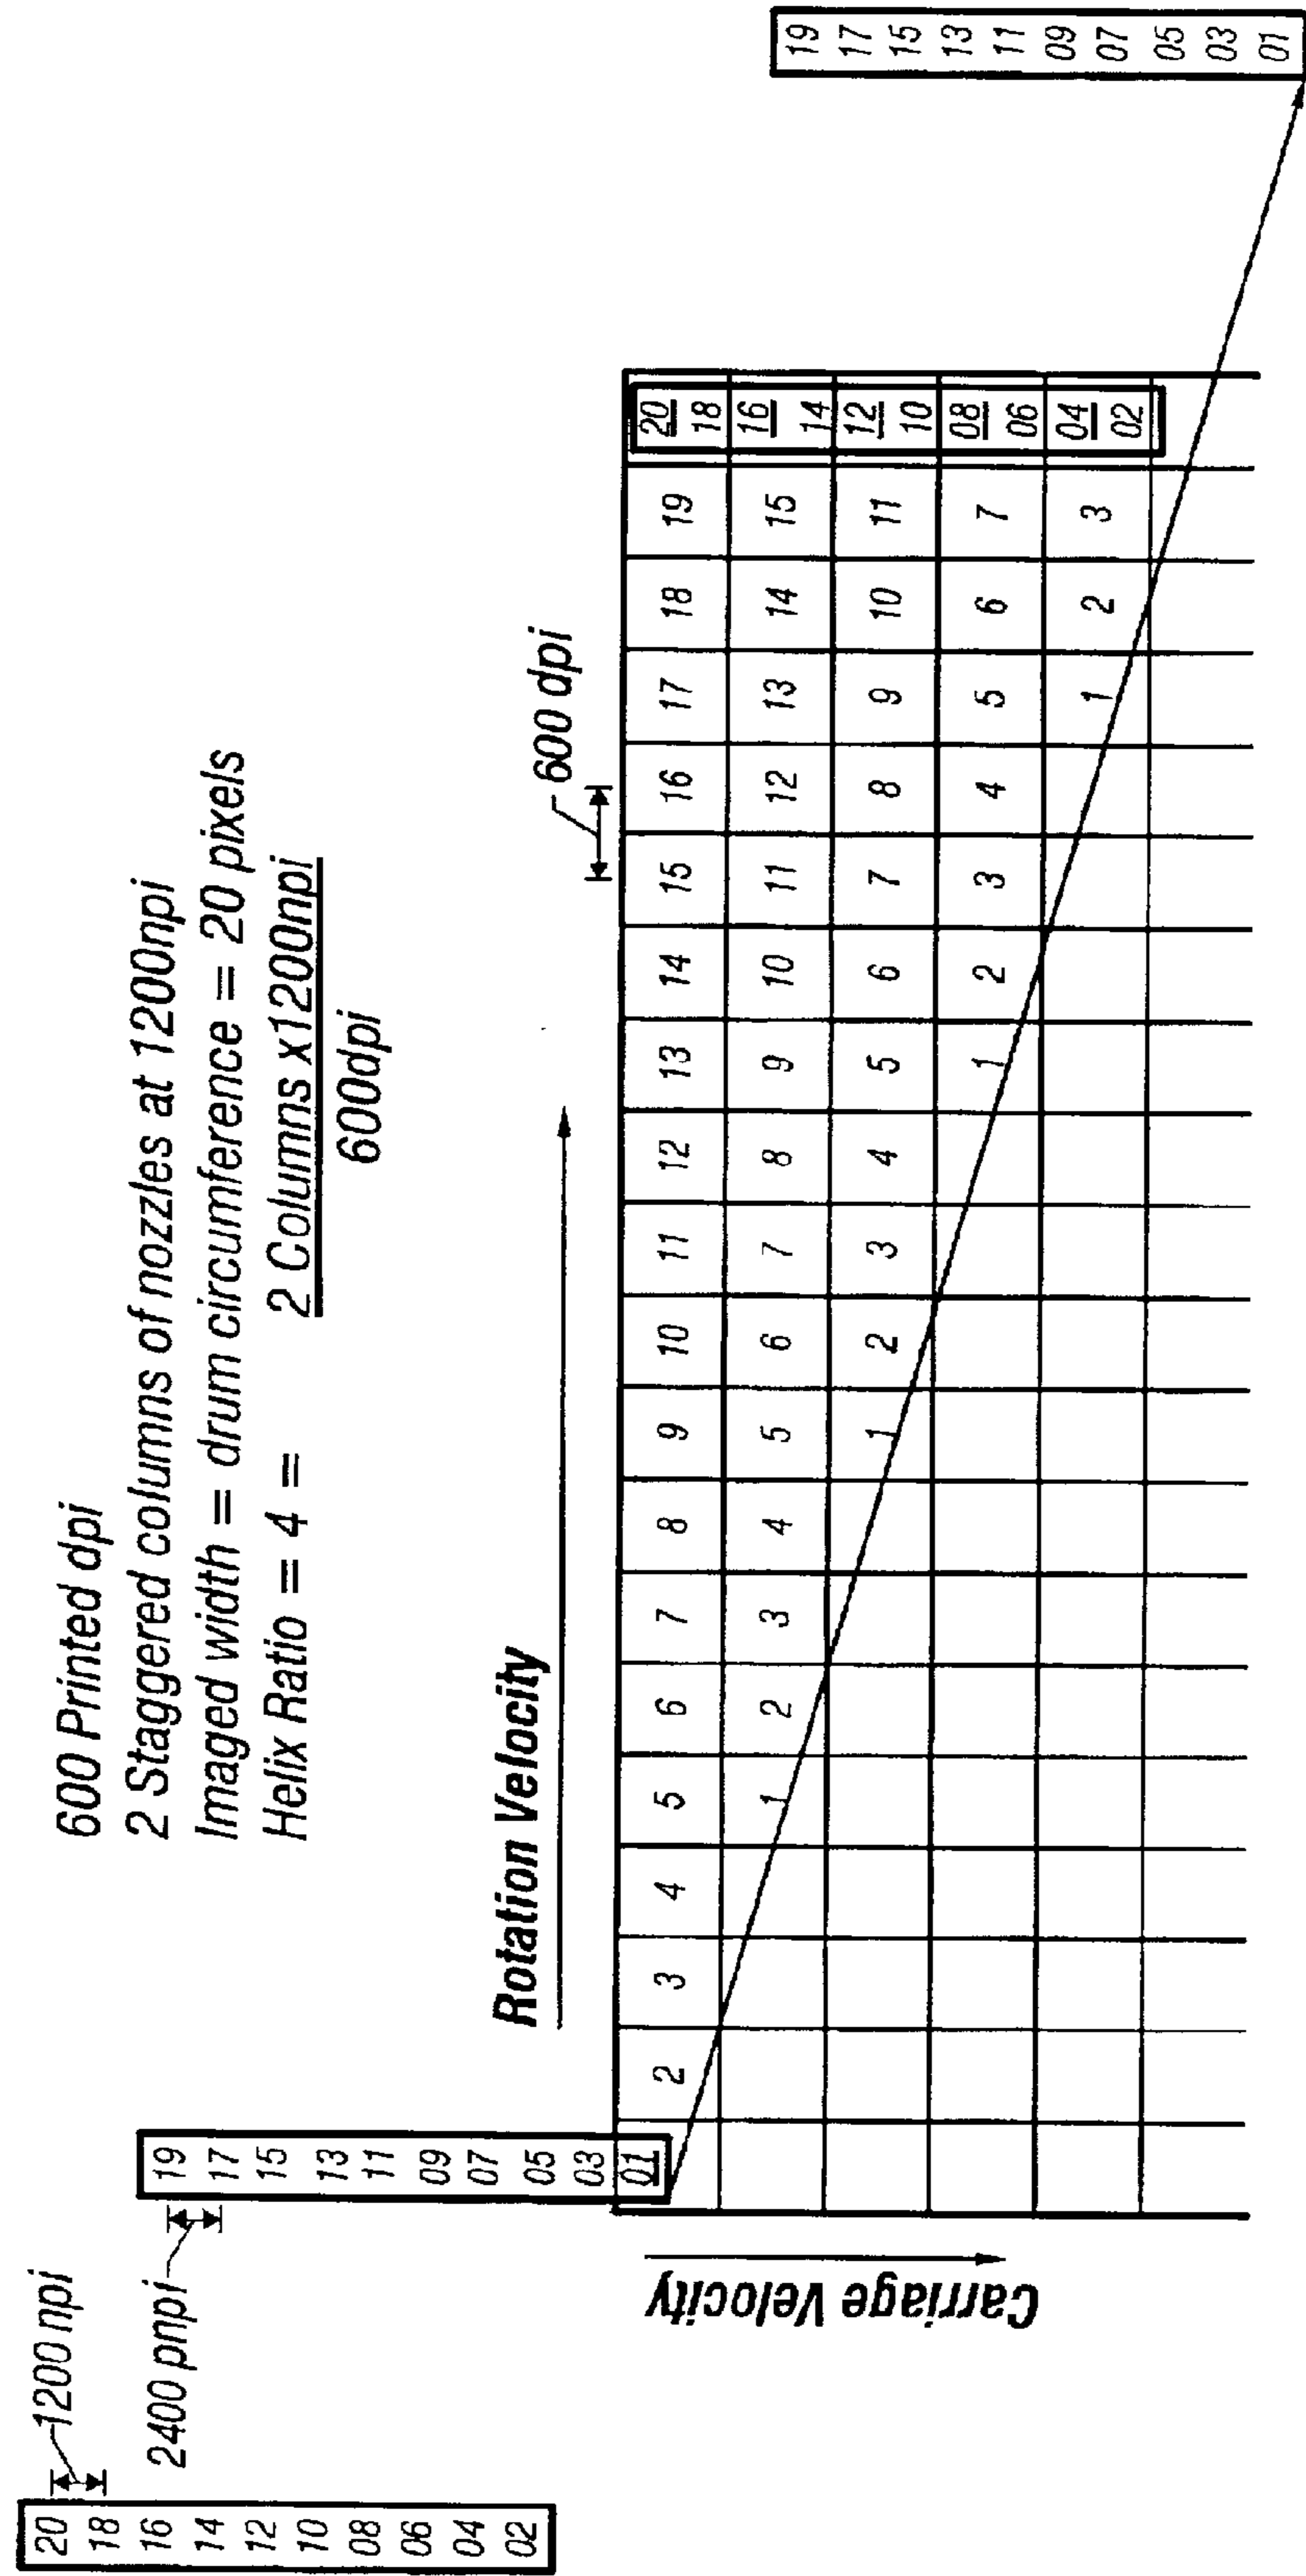 600 Printed dpi
2 Staggered columns of nozzles at 1200npi
Imaged width = drum circumference = 20 pixels
Helix Ratio = 4 = 2 Columns x1200npi
600dpi
1200 npi
20
18
16
14
12
10
08
06
04
02
2400 pnpi
19
17
15
13
11
09
07
05
03
01
Rotation Velocity
600 dpi
Carriage Velocity
2 3 4 5 6 7 8 9 10 11 12 13 14 15 16 17 18 19 20
18
1 2 3 4 5 6 7 8 9 10 11 12 13 14 15 16
14
1 2 3 4 5 6 7 8 9 10 11 12
10
1 2 3 4 5 6 7 08
06
1 2 3 04
02
19
17
15
13
11
09
07
05
03
01